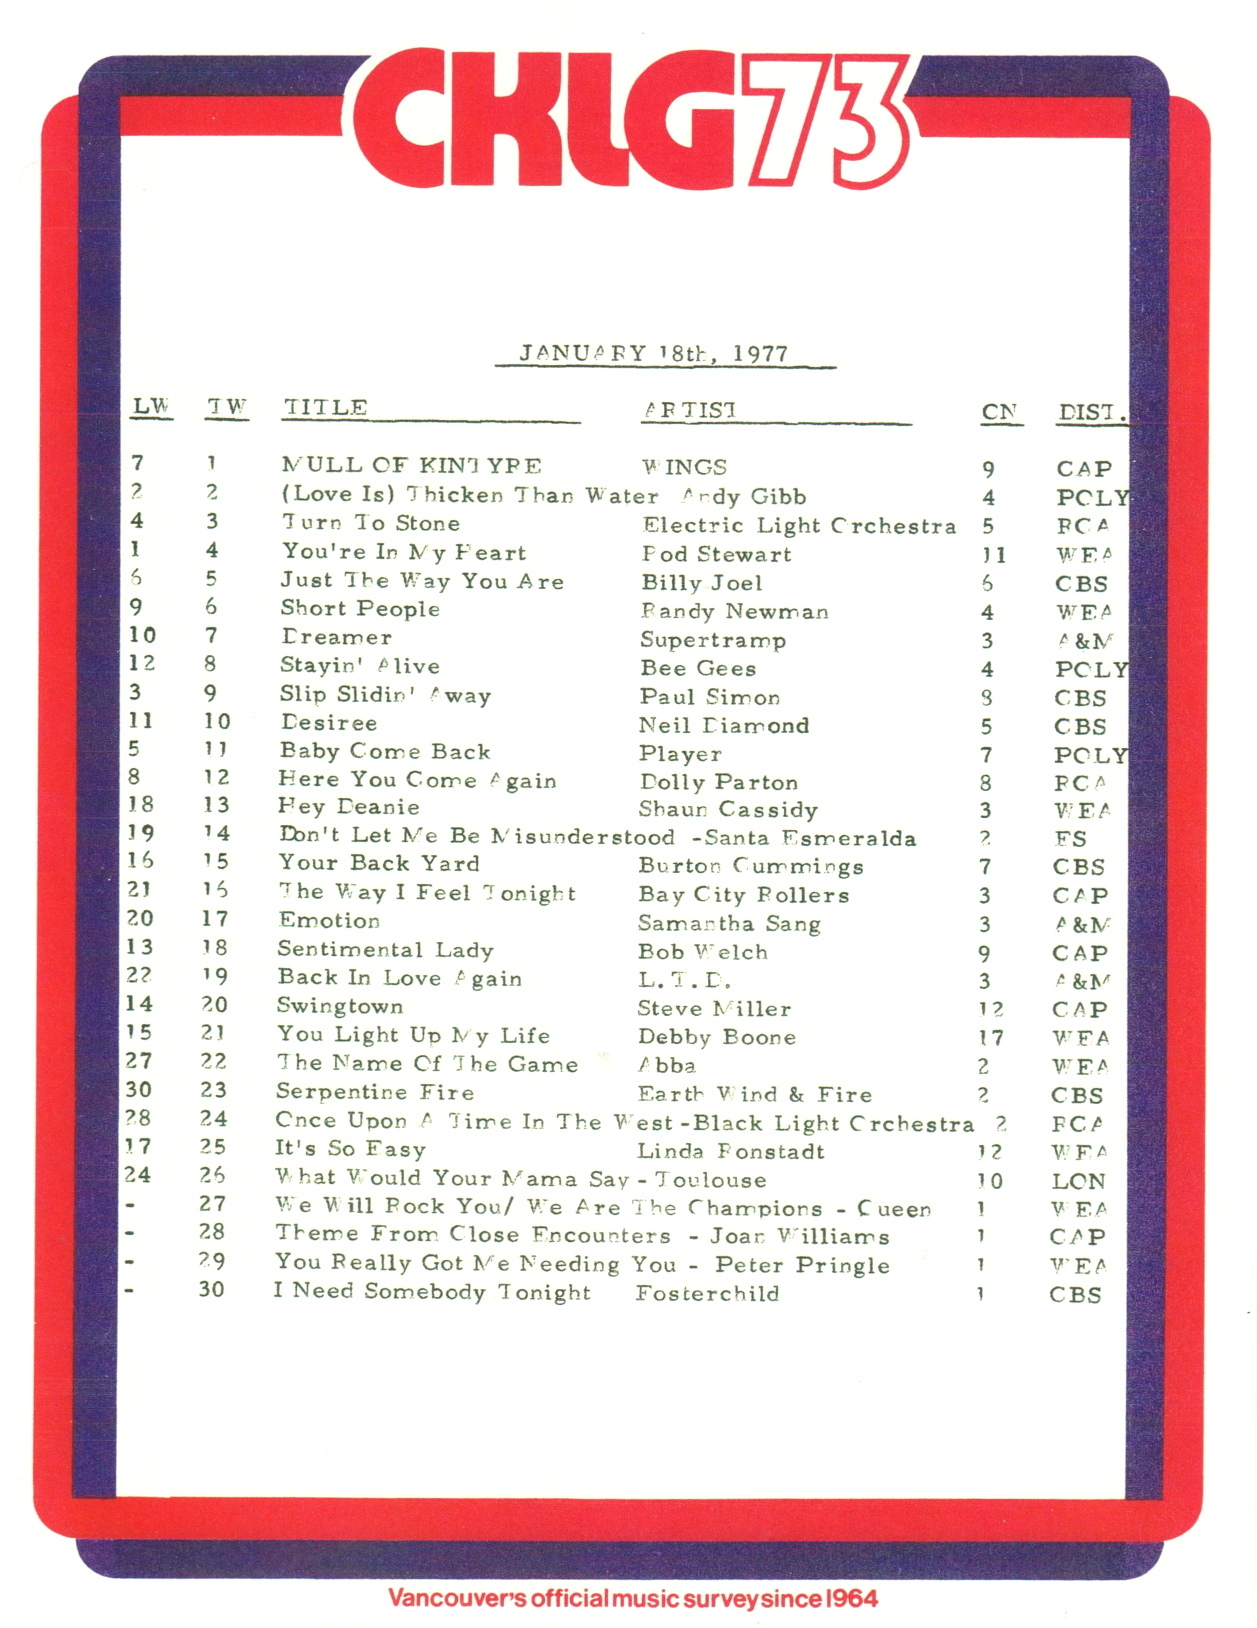 CKLG73
JANUARY 18th, 1977
LW TW TITLE ARTIST CN DIST.
7 1 MULL OF KINTYRE WINGS 9 CAP
2 2 (Love Is) Thicken Than Water Andy Gibb 4 POLY
4 3 Turn To Stone Electric Light Orchestra 5 RCA
1 4 You're In My Heart Rod Stewart 11 WEA
6 5 Just The Way You Are Billy Joel 6 CBS
9 6 Short People Randy Newman 4 WEA
10 7 Dreamer Supertramp 3 A&M
12 8 Stayin' Alive Bee Gees 4 POLY
3 9 Slip Slidin' Away Paul Simon 8 CBS
11 10 Desiree Neil Diamond 5 CBS
5 11 Baby Come Back Player 7 POLY
8 12 Here You Come Again Dolly Parton 8 RCA
18 13 Hey Deanie Shaun Cassidy 3 WEA
19 14 Don't Let Me Be Misunderstood -Santa Esmeralda 2 ES
16 15 Your Back Yard Burton Cummings 7 CBS
21 16 The Way I Feel Tonight Bay City Rollers 3 CAP
20 17 Emotion Samantha Sang 3 A&M
13 18 Sentimental Lady Bob Welch 9 CAP
22 19 Back In Love Again L.T.D. 3 A&M
14 20 Swingtown Steve Miller 12 CAP
15 21 You Light Up My Life Debby Boone 17 WEA
27 22 The Name Of The Game Abba 2 WEA
30 23 Serpentine Fire Earth Wind & Fire 2 CBS
28 24 Once Upon A Time In The West -Black Light Orchestra 2 RCA
17 25 It's So Easy Linda Ronstadt 12 WEA
24 26 What Would Your Mama Say - Toulouse 10 LON
- 27 We Will Rock You/ We Are The Champions - Queen 1 WEA
- 28 Theme From Close Encounters - Joan Williams 1 CAP
- 29 You Really Got Me Needing You - Peter Pringle 1 WEA
- 30 I Need Somebody Tonight Fosterchild 1 CBS
Vancouver's official music survey since 1964